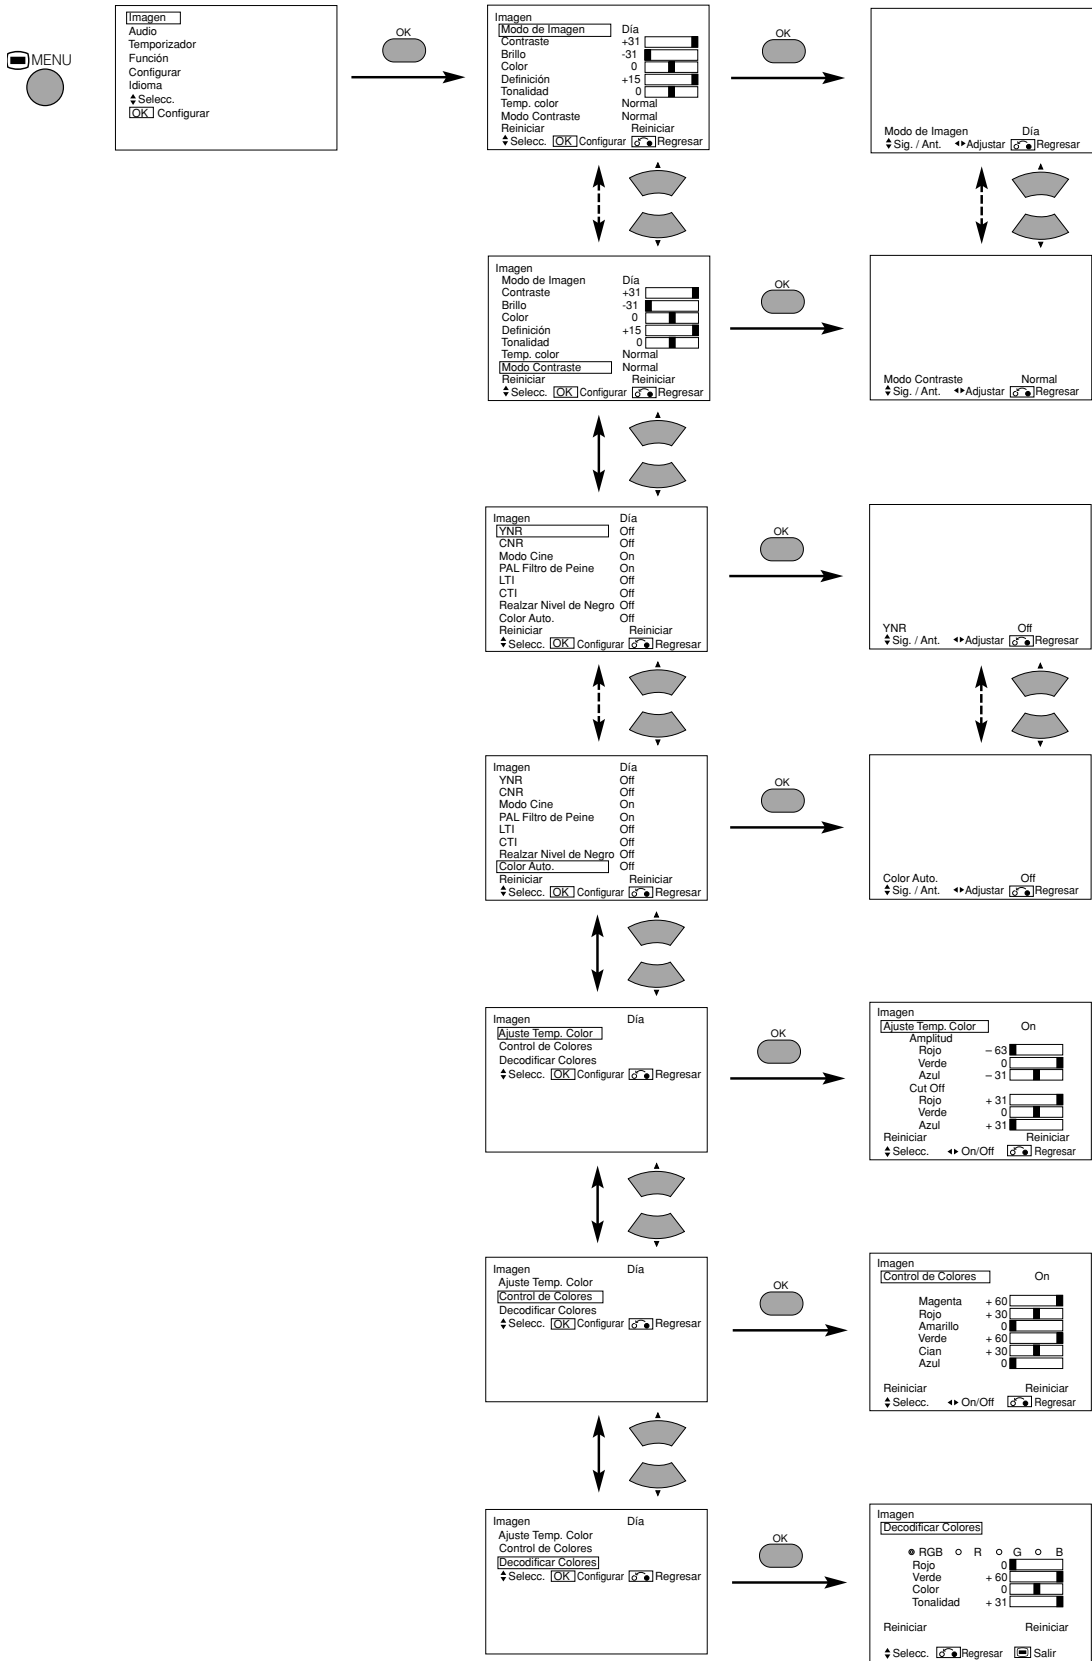 MENU
Imagen
Audio
Temporizador
Función
Configurar
Idioma
Selecc.
OK Configurar
OK
Imagen
Modo de Imagen Día
Contraste +31
Brillo -31
Color 0
Definición +15
Tonalidad 0
Temp. color Normal
Modo Contraste Normal
Reiniciar Reiniciar
Selecc. OK Configurar Regresar
OK
Modo de Imagen Día
Sig. / Ant. Adjustar Regresar
Imagen
Modo de Imagen Día
Contraste +31
Brillo -31
Color 0
Definición +15
Tonalidad 0
Temp. color Normal
Modo Contraste Normal
Reiniciar Reiniciar
Selecc. OK Configurar Regresar
OK
Modo Contraste Normal
Sig. / Ant. Adjustar Regresar
Imagen Día
YNR Off
CNR Off
Modo Cine On
PAL Filtro de Peine On
LTI Off
CTI Off
Realzar Nivel de Negro Off
Color Auto. Off
Reiniciar Reiniciar
Selecc. OK Configurar Regresar
OK
YNR Off
Sig. / Ant. Adjustar Regresar
Imagen Día
YNR Off
CNR Off
Modo Cine On
PAL Filtro de Peine On
LTI Off
CTI Off
Realzar Nivel de Negro Off
Color Auto. Off
Reiniciar Reiniciar
Selecc. OK Configurar Regresar
OK
Color Auto. Off
Sig. / Ant. Adjustar Regresar
Imagen Día
Ajuste Temp. Color
Control de Colores
Decodificar Colores
Selecc. OK Configurar Regresar
OK
Imagen
Ajuste Temp. Color On
Amplitud
Rojo – 63
Verde 0
Azul – 31
Cut Off
Rojo + 31
Verde 0
Azul + 31
Reiniciar Reiniciar
Selecc. On/Off Regresar
Imagen Día
Ajuste Temp. Color
Control de Colores
Decodificar Colores
Selecc. OK Configurar Regresar
OK
Imagen
Control de Colores On
Magenta + 60
Rojo + 30
Amarillo 0
Verde + 60
Cian + 30
Azul 0
Reiniciar Reiniciar
Selecc. On/Off Regresar
Imagen Día
Ajuste Temp. Color
Control de Colores
Decodificar Colores
Selecc. OK Configurar Regresar
OK
Imagen
Decodificar Colores
RGB R G B
Rojo 0
Verde + 60
Color 0
Tonalidad + 31
Reiniciar Reiniciar
Selecc. Regresar Salir